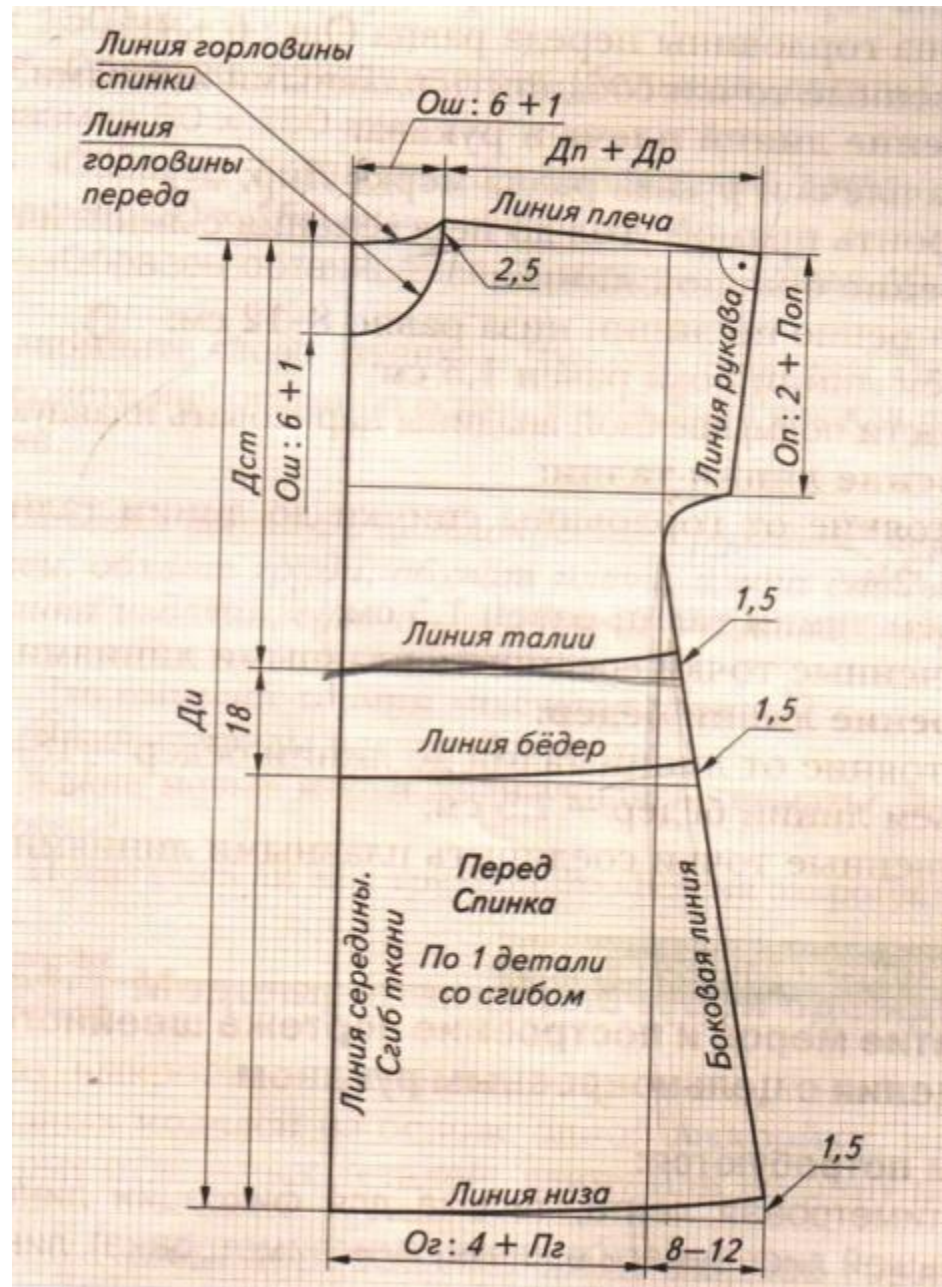 Линия горловины
спинки
Линия
горловины
переда
Ош : 6 + 1
Дп + Др
Линия плеча
2,5
Линия рукава
Оп : 2 + Поп
Ош : 6 + 1
Дст
Ди
18
Линия талии
1,5
Линия бёдер
1,5
Перед
Спинка
По 1 детали
со сгибом
Линия середины.
Сгиб ткани
Боковая линия
1,5
Линия низа
Ог : 4 + Пг
8–12